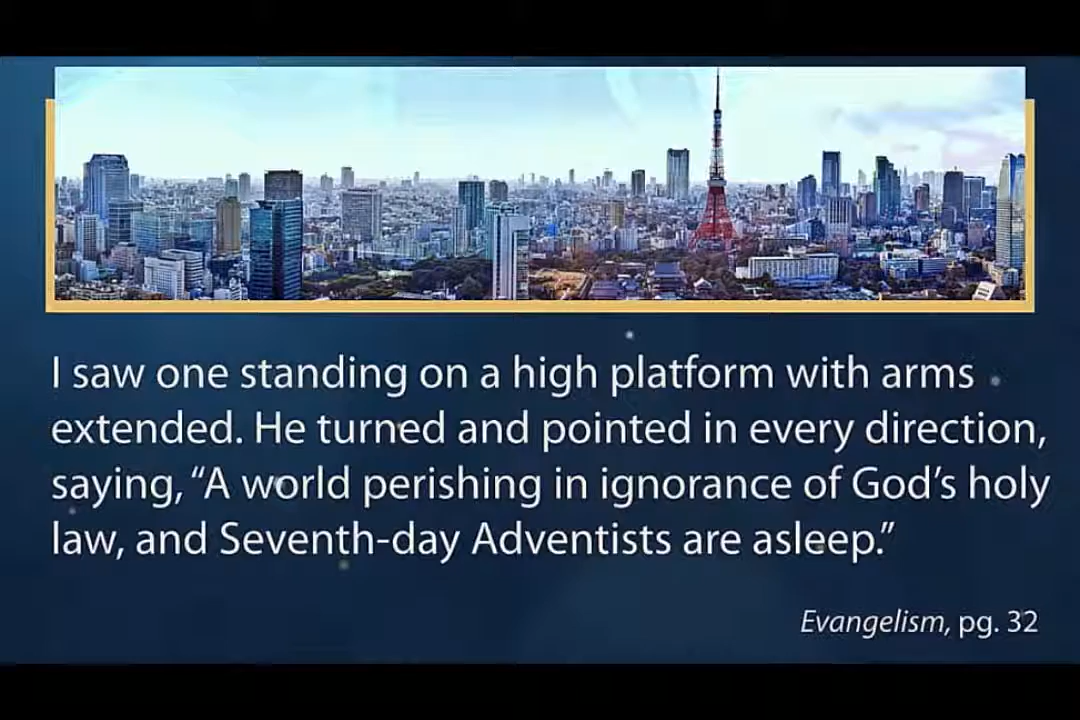 I saw one standing on a high platform with arms
extended. He turned and pointed in every direction,
saying, “A world perishing in ignorance of God’s holy
law, and Seventh-day Adventists are asleep.”
Evangelism, pg. 32